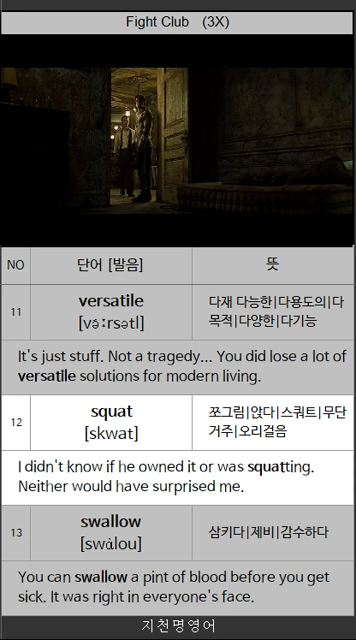 Fight Club (3X)
NO 단어 [발음] 뜻
11 versatile 다재 다능한|다용도의|다
[və́ːrsətl] 목적|다양한|다기능
It's just stuff. Not a tragedy... You did lose a lot of
versatile solutions for modern living.
12 squat 쪼그림|앉다|스쿼트|무단
[skwat] 거주|오리걸음
I didn't know if he owned it or was squatting.
Neither would have surprised me.
13 swallow 삼키다|제비|감수하다
[swálou]
You can swallow a pint of blood before you get
sick. It was right in everyone's face.
지천명영어